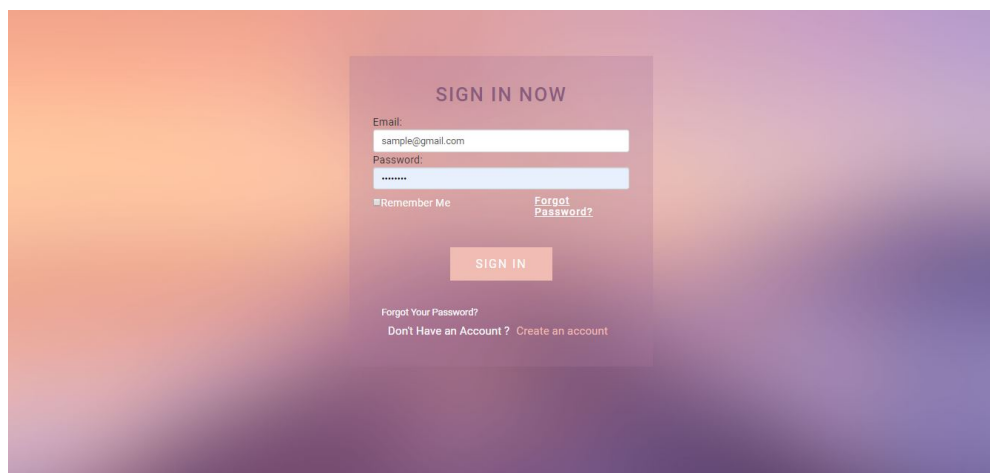 SIGN IN NOW
Email:
sample@gmail.com
Password:
••••••••
Remember Me
Forgot
Password?
SIGN IN
Forgot Your Password?
Don't Have an Account ? Create an account